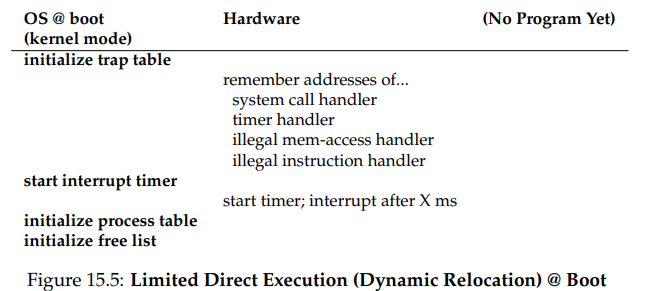 OS @ boot Hardware (No Program Yet)
(kernel mode)
initialize trap table
remember addresses of...
system call handler
timer handler
illegal mem-access handler
illegal instruction handler
start interrupt timer
start timer; interrupt after X ms
initialize process table
initialize free list
Figure 15.5: Limited Direct Execution (Dynamic Relocation) @ Boot